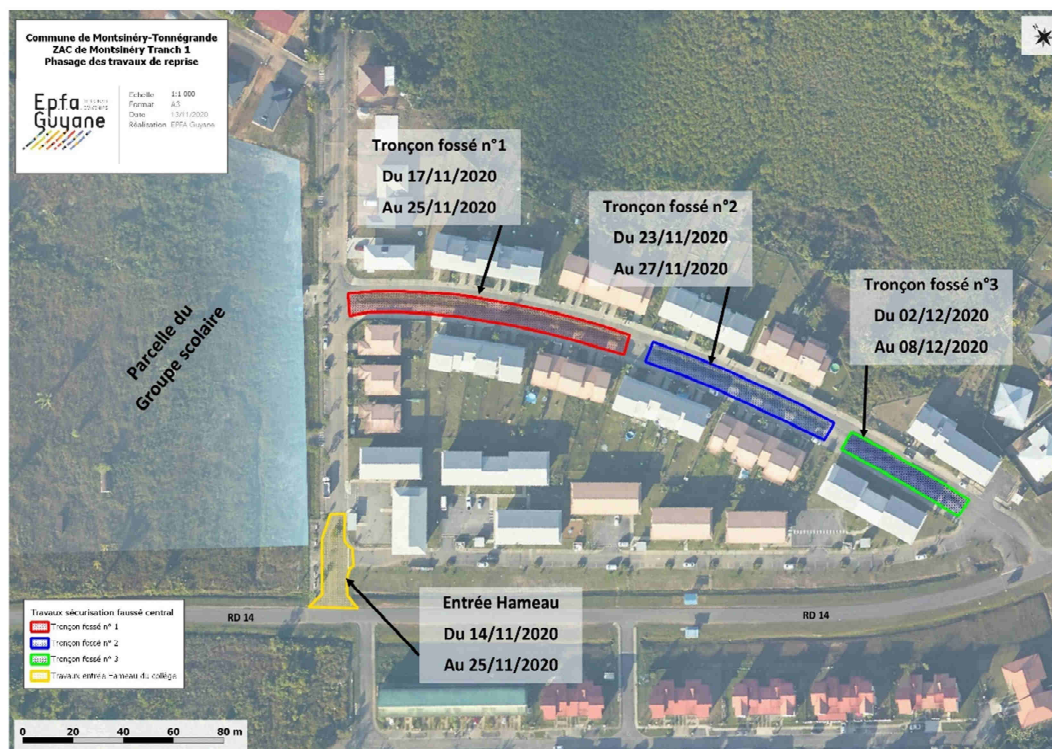 Commune de Montsinéry-Tonnégrande
ZAC de Montsinéry Tranch 1
Phasage des travaux de reprise
Epfa
Guyane
Echelle 1:1 000
Format A3
Date 13/11/2020
Réalisation EPFA Guyane
Tronçon fossé n°1
Du 17/11/2020
Au 25/11/2020
Tronçon fossé n°2
Du 23/11/2020
Au 27/11/2020
Tronçon fossé n°3
Du 02/12/2020
Au 08/12/2020
Parcelle du
Groupe scolaire
Entrée Hameau
Du 14/11/2020
Au 25/11/2020
RD 14
RD 14
Travaux sécurisation faussé central
Tronçon fossé n° 1
Tronçon fossé n° 2
Tronçon fossé n° 3
Travaux entrée Hameau du collège
0 20 40 60 80 m